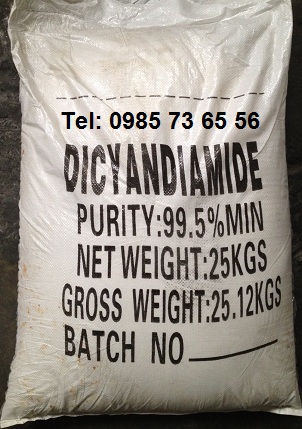 Tel: 0985 73 65 56
DICYANDIAMIDE
PURITY:99.5%MIN
NET WEIGHT:25KGS
GROSS WEIGHT:25.12KGS
BATCH NO